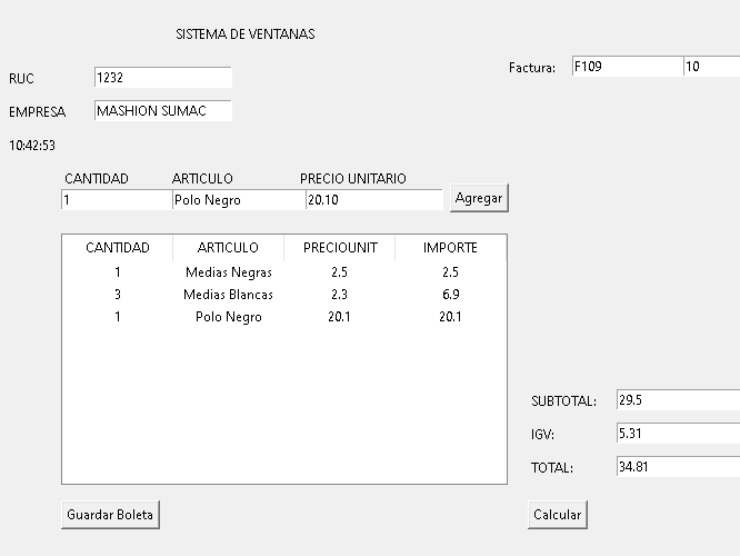 SISTEMA DE VENTANAS
Factura: F109 10
RUC 1232
EMPRESA MASHION SUMAC
10:42:53
CANTIDAD ARTICULO PRECIO UNITARIO
1 Polo Negro 20.10 Agregar
CANTIDAD ARTICULO PRECIOUNIT IMPORTE
1 Medias Negras 2.5 2.5
3 Medias Blancas 2.3 6.9
1 Polo Negro 20.1 20.1
SUBTOTAL: 29.5
IGV: 5.31
TOTAL: 34.81
Guardar Boleta Calcular